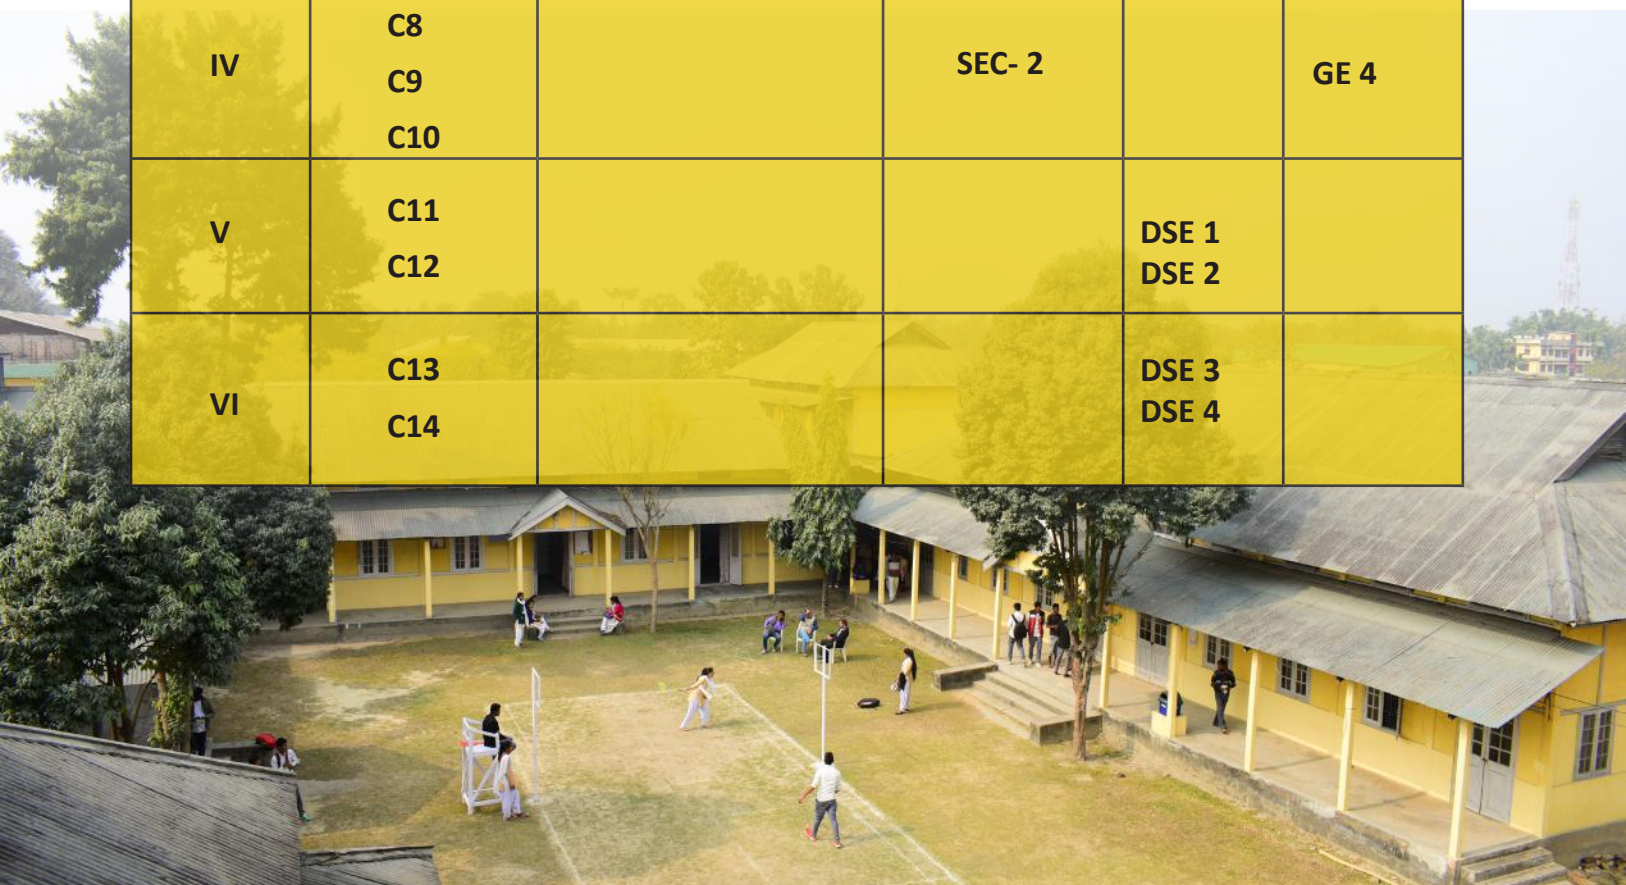 C8
IV
C9
C10
SEC- 2
GE 4
V
C11
C12
DSE 1
DSE 2
VI
C13
C14
DSE 3
DSE 4